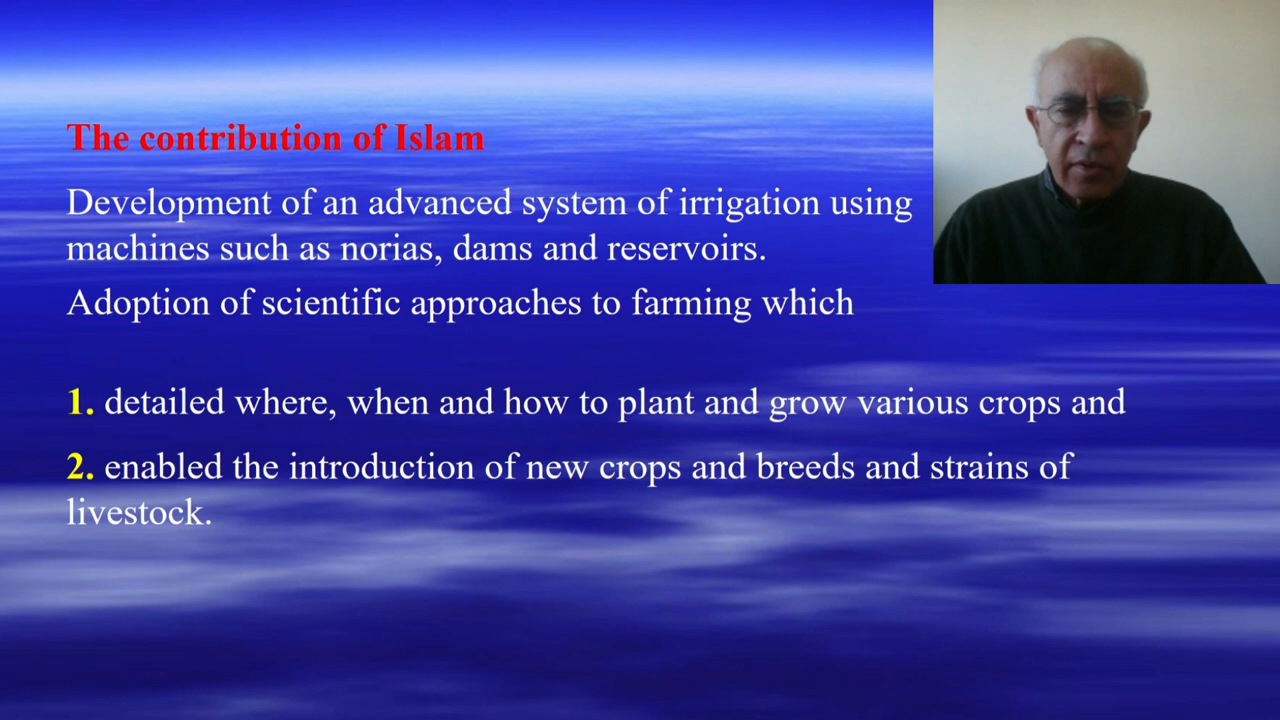 The contribution of Islam
Development of an advanced system of irrigation using
machines such as norias, dams and reservoirs.
Adoption of scientific approaches to farming which
1. detailed where, when and how to plant and grow various crops and
2. enabled the introduction of new crops and breeds and strains of
livestock.